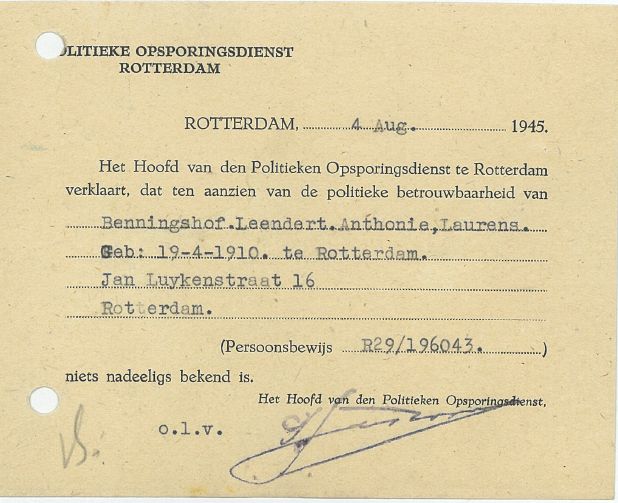 OLITIEKE OPSPORINGSDIENST
ROTTERDAM
ROTTERDAM, 4 Aug. 1945.
Het Hoofd van den Politieken Opsporingsdienst te Rotterdam
verklaart, dat ten aanzien van de politieke betrouwbaarheid van
Benningshof.Leendert.Anthonie,Laurens.
Geb: 19-4-1910. te Rotterdam.
Jan Luykenstraat 16
Rotterdam.
(Persoonsbewijs R29/196043. )
niets nadeeligs bekend is.
Het Hoofd van den Politieken Opsporingsdienst,
o.l.v.